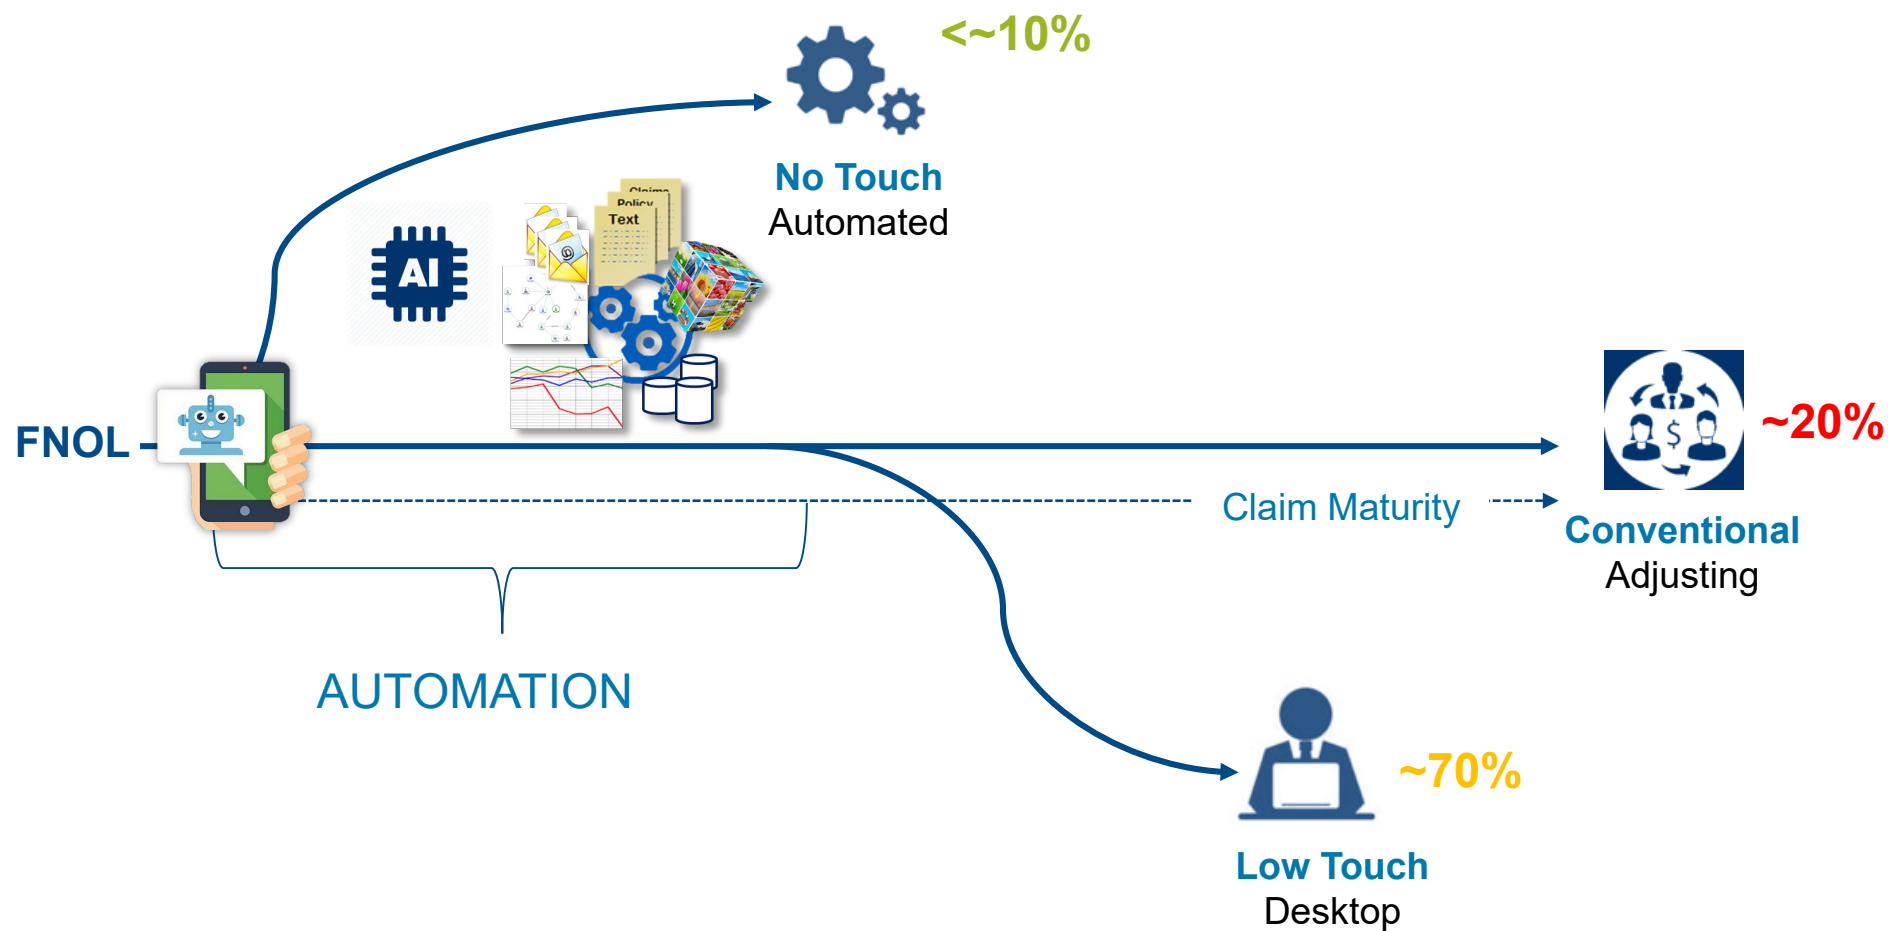 <~10%
No Touch
Automated
Claims
Policy
Text
AI
@
FNOL
~20%
$
Claim Maturity
Conventional
Adjusting
AUTOMATION
~70%
Low Touch
Desktop